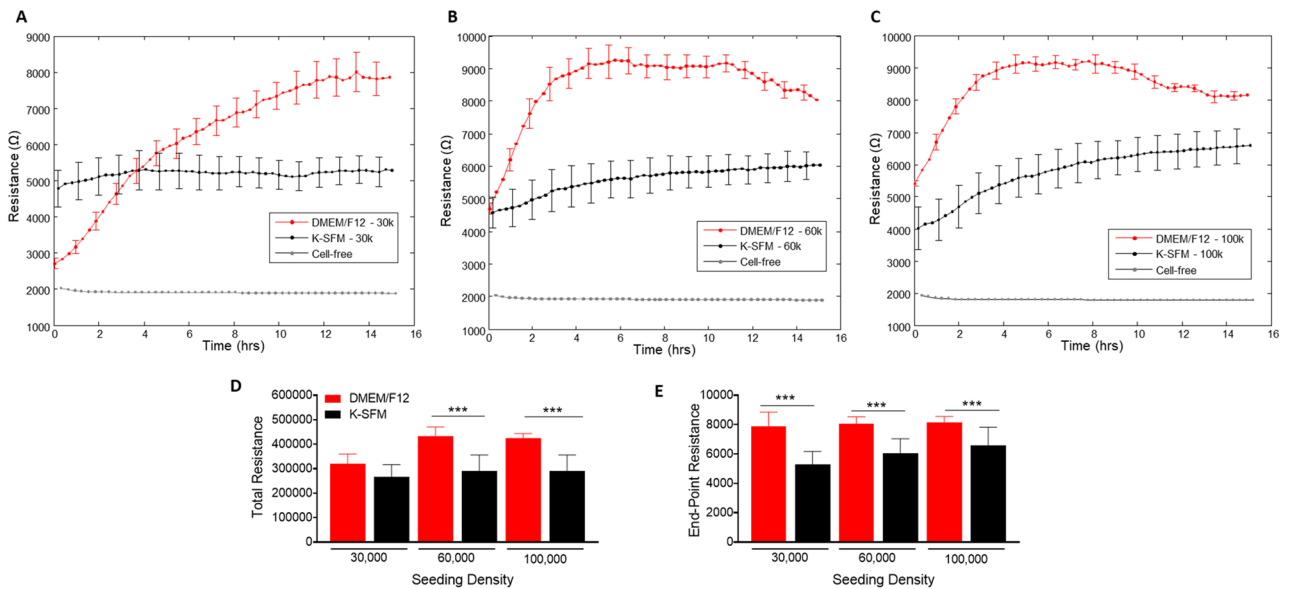 A
9000
8000
7000
6000
5000
4000
3000
2000
1000
Resistance (Ω)
DMEM/F12 - 30k
K-SFM - 30k
Cell-free
0 2 4 6 8 10 12 14 16
Time (hrs)
B
10000
9000
8000
7000
6000
5000
4000
3000
2000
1000
Resistance (Ω)
DMEM/F12 - 60k
K-SFM - 60k
Cell-free
0 2 4 6 8 10 12 14 16
Time (hrs)
C
10000
9000
8000
7000
6000
5000
4000
3000
2000
1000
Resistance (Ω)
DMEM/F12 - 100k
K-SFM - 100k
Cell-free
0 2 4 6 8 10 12 14 16
Time (hrs)
D
600000
500000
400000
300000
200000
100000
0
Total Resistance
DMEM/F12
K-SFM
*** ***
30,000 60,000 100,000
Seeding Density
E
10000
8000
6000
4000
2000
0
End-Point Resistance
*** *** ***
30,000 60,000 100,000
Seeding Density